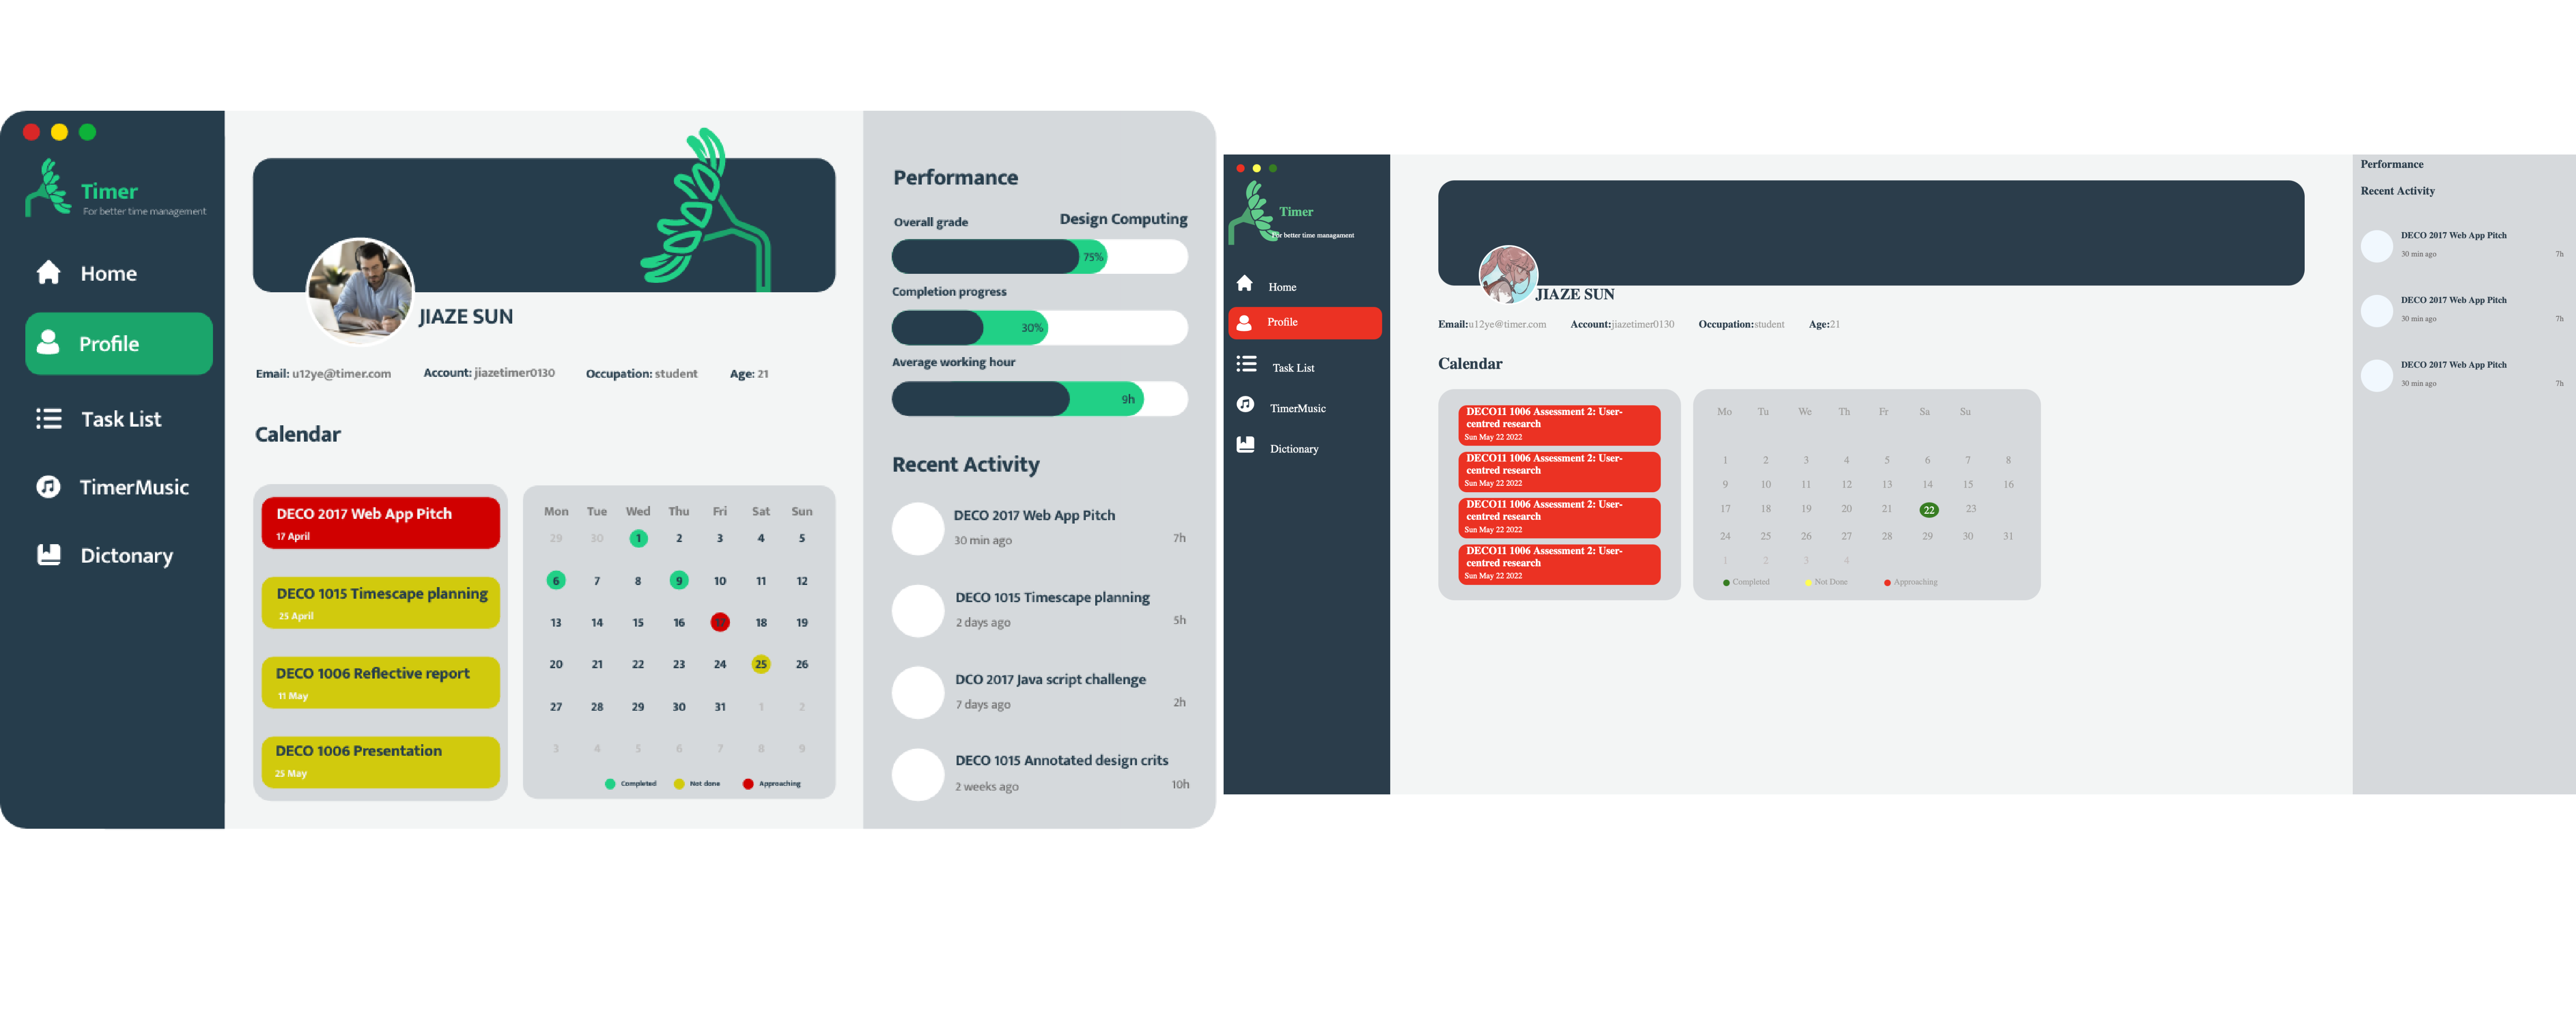 Timer
For better time management
Home
Profile
Task List
TimerMusic
Dictonary
JIAZE SUN
Email: u12ye@timer.com Account: jiazetimer0130 Occupation: student Age: 21
Calendar
DECO 2017 Web App Pitch
17 April
DECO 1015 Timescape planning
25 April
DECO 1006 Reflective report
11 May
DECO 1006 Presentation
25 May
Mon Tue Wed Thu Fri Sat Sun
29 30 1 2 3 4 5
6 7 8 9 10 11 12
13 14 15 16 17 18 19
20 21 22 23 24 25 26
27 28 29 30 31 1 2
3 4 5 6 7 8 9
Completed Not done Approaching
Performance
Overall grade Design Computing
75%
Completion progress
30%
Average working hour
9h
Recent Activity
DECO 2017 Web App Pitch
30 min ago 7h
DECO 1015 Timescape planning
2 days ago 5h
DCO 2017 Java script challenge
7 days ago 2h
DECO 1015 Annotated design crits
2 weeks ago 10h
Timer
For better time managament
Home
Profile
Task List
TimerMusic
Dictionary
JIAZE SUN
Email:u12ye@timer.com Account:jiazetimer0130 Occupation:student Age:21
Calendar
DECO11 1006 Assessment 2: User-
centred research
Sun May 22 2022
DECO11 1006 Assessment 2: User-
centred research
Sun May 22 2022
DECO11 1006 Assessment 2: User-
centred research
Sun May 22 2022
DECO11 1006 Assessment 2: User-
centred research
Sun May 22 2022
Mo Tu We Th Fr Sa Su
1 2 3 4 5 6 7 8
9 10 11 12 13 14 15 16
17 18 19 20 21 22 23
24 25 26 27 28 29 30 31
1 2 3 4
Completed Not Done Approaching
Performance
Recent Activity
DECO 2017 Web App Pitch
30 min ago 7h
DECO 2017 Web App Pitch
30 min ago 7h
DECO 2017 Web App Pitch
30 min ago 7h